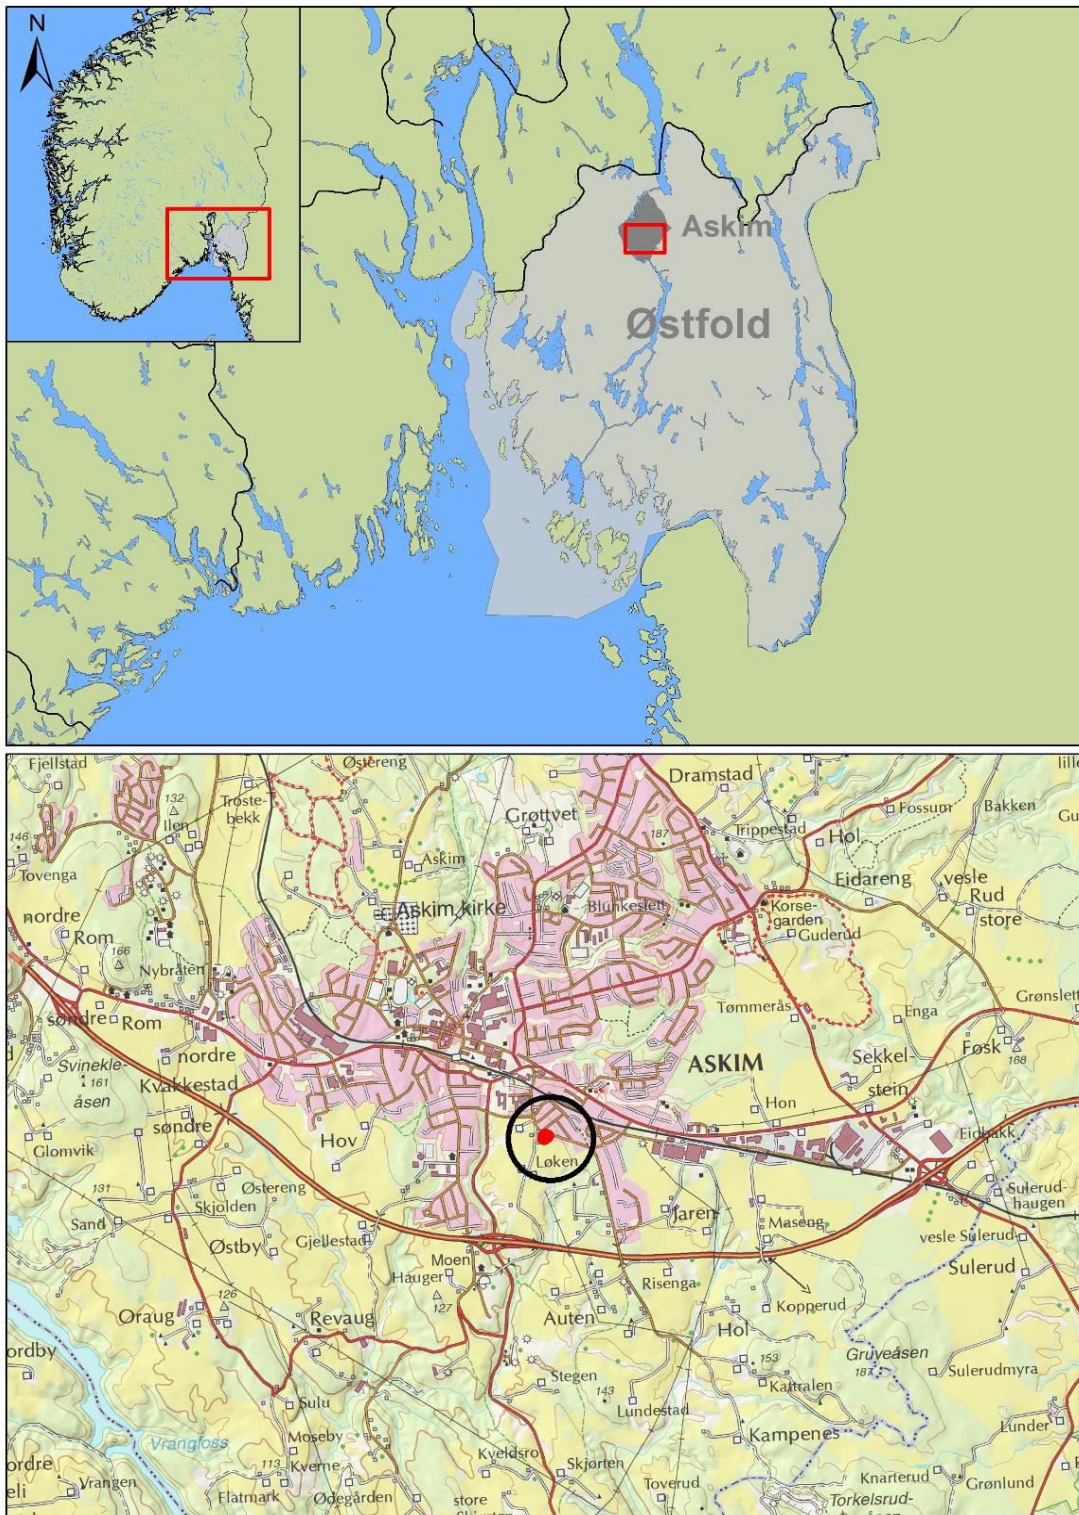 N
Askim
Østfold
Fjellstad
Østereng
Dramstad
lille
132
Troste-
bekk
Grøttvet
Fossum
Bakken
Ilen
187
Trippestad
Hol
146
Tovenga
Askim
Eidareng
vesle
Rud
store
nordre
Rom
Askim kirke
Blunkeslett
Korse-
garden
Guderud
166
Nybråten
Grønslett
søndre
Rom
Tømmerås
Enga
nordre
Kvakkestad
søndre
Svinekle-
161
åsen
ASKIM
Sekkel-
stein
Føsk
168
Hon
Glomvik
Hov
Løken
Eidbakk
131
Østereng
Skjolden
Sulerud-
haugen
Sand
Østby
Gjellestad
Jaren
Maseng
vesle Sulerud
Moen
Hauger
127
Risenga
Sulerud
Oraug
126
Revaug
Auten
Kopperud
Hol
Gruveåsen
187
ordby
153
Stegen
143
Kattralen
Sulerudmyra
Sulu
Lundestad
Lunder
Vrangfoss
Moseby
Kampenes
ordre
eli
Vrangen
113
Kverne
Kveldsro
Skjørten
Knarterud
Flatmark
Ødegården
store
Toverud
Grønlund
Torkelsrud-